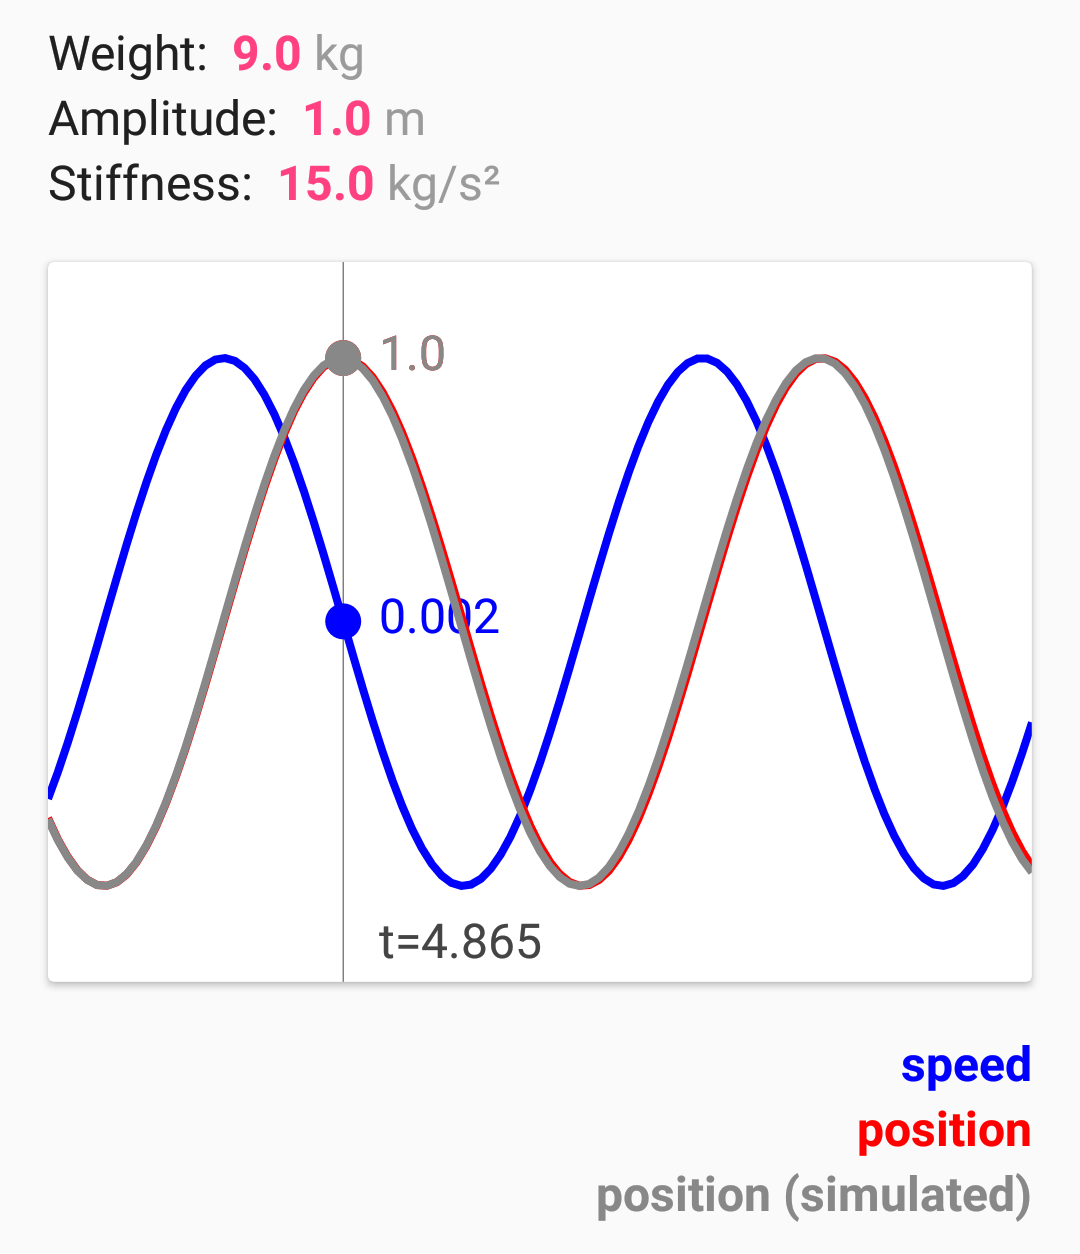 Weight: 9.0 kg
Amplitude: 1.0 m
Stiffness: 15.0 kg/s²
1.0
0.002
t=4.865
speed
position
position (simulated)